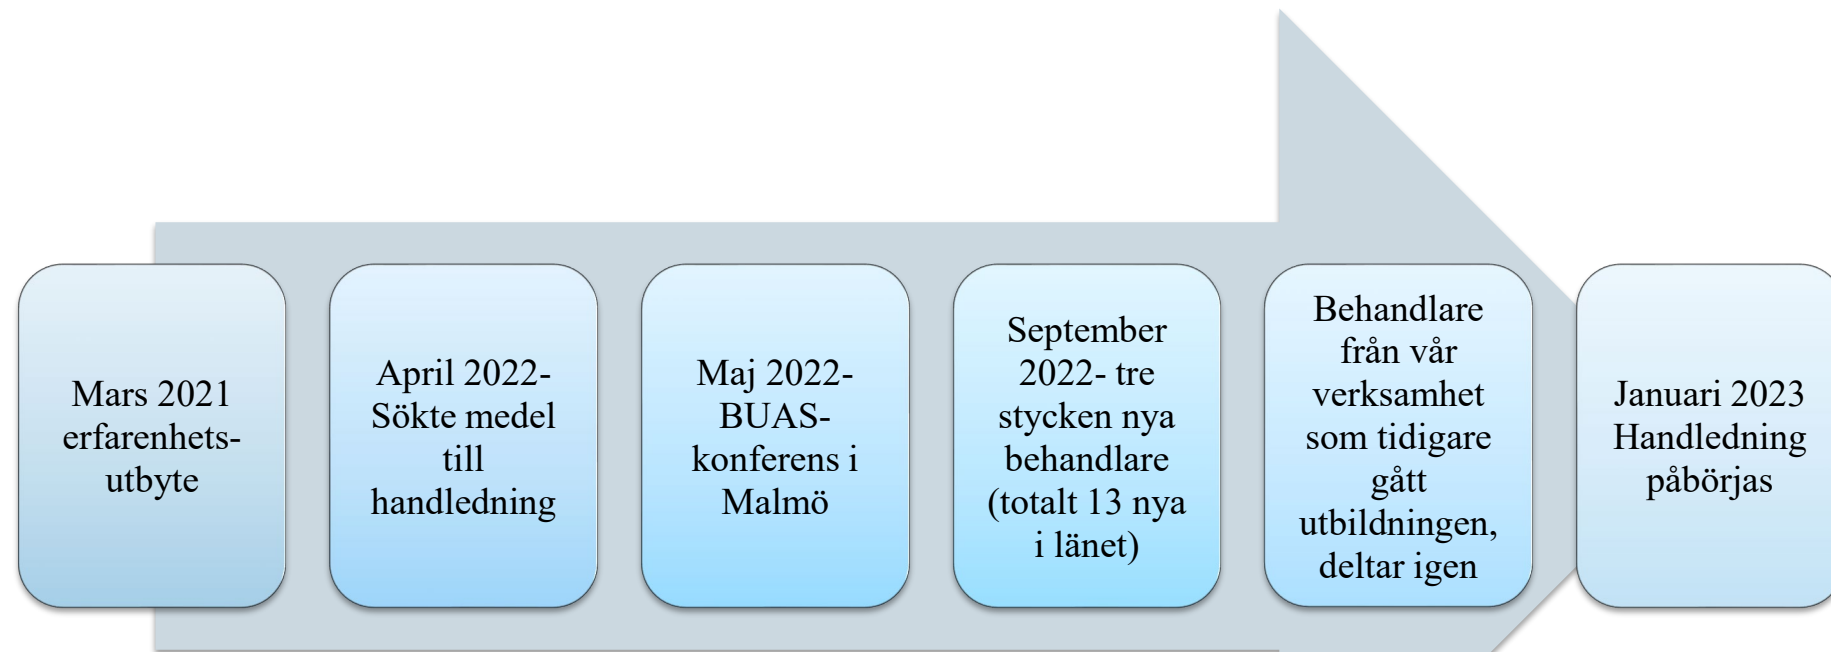 Mars 2021
erfarenhets-
utbyte
April 2022-
Sökte medel
till
handledning
Maj 2022-
BUAS-
konferens i
Malmö
September
2022- tre
stycken nya
behandlare
(totalt 13 nya
i länet)
Behandlare
från vår
verksamhet
som tidigare
gått
utbildningen,
deltar igen
Januari 2023
Handledning
påbörjas